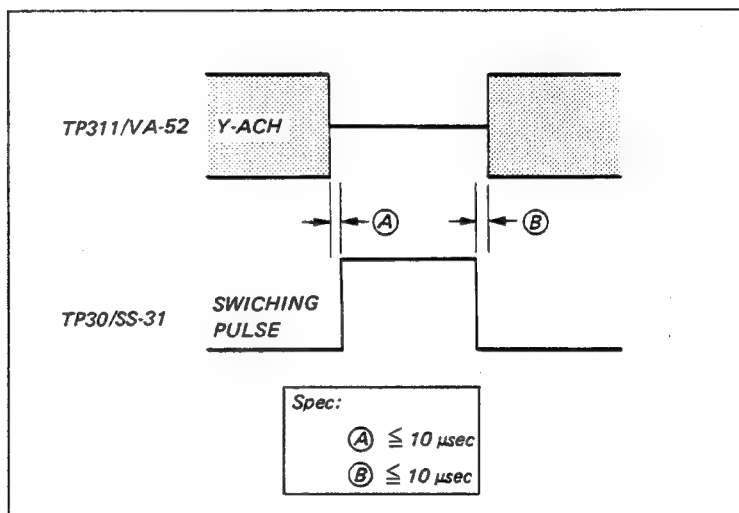 TP311/VA-52 Y-ACH
Ⓐ Ⓑ
TP30/SS-31 SWICHING
PULSE
Spec:
Ⓐ ≦ 10 μsec
Ⓑ ≦ 10 μsec